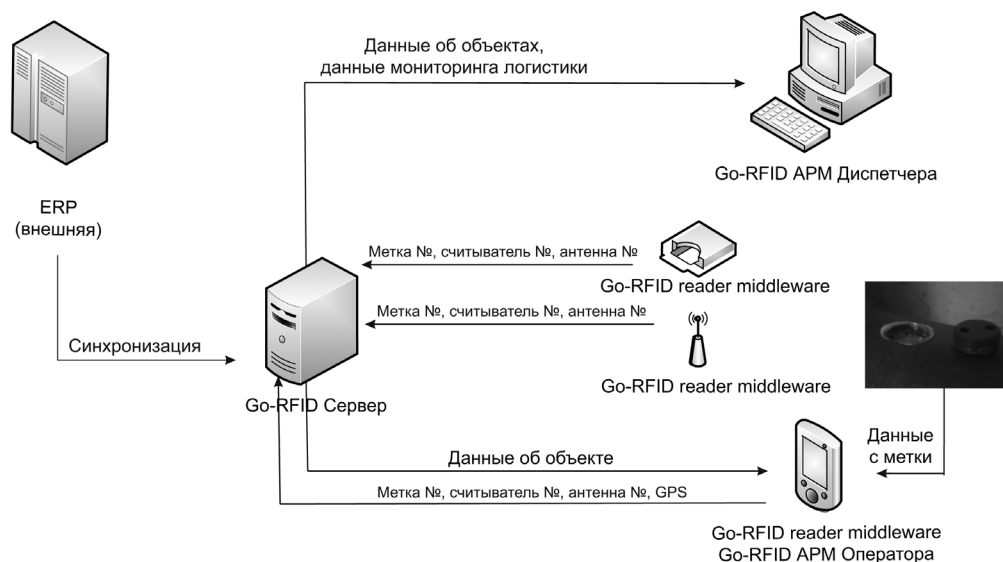 Данные об объектах,
данные мониторинга логистики
Go-RFID АРМ Диспетчера
ERP
(внешняя)
Метка №, считыватель №, антенна №
Go-RFID reader middleware
Метка №, считыватель №, антенна №
Синхронизация
Go-RFID reader middleware
Go-RFID Сервер
Данные
с метки
Данные об объекте
Метка №, считыватель №, антенна №, GPS
Go-RFID reader middleware
Go-RFID АРМ Оператора